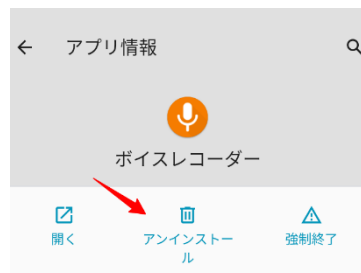 アプリ情報
ボイスレコーダー
開く
アンインストー
ル
強制終了